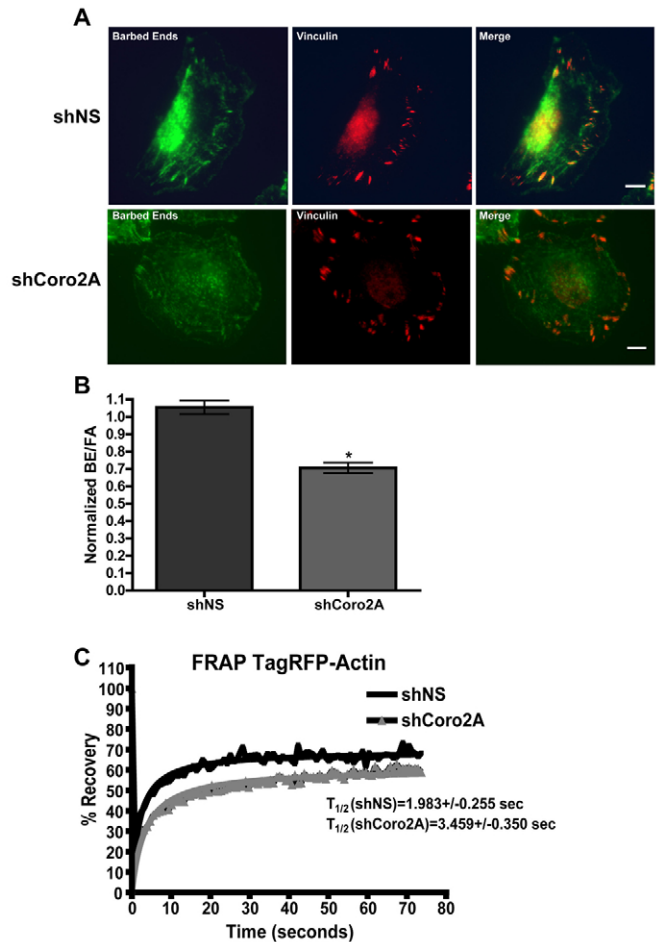 A
Barbed Ends Vinculin Merge
shNS
Barbed Ends Vinculin Merge
shCoro2A
B
Normalized BE/FA
1.1
1.0
0.9
0.8
0.7
0.6
0.5
0.4
0.3
0.2
0.1
0.0
*
shNS shCoro2A
C
FRAP TagRFP-Actin
% Recovery
110
100
90
80
70
60
50
40
30
20
10
0
shNS
shCoro2A
T1/2(shNS)=1.983+/-0.255 sec
T1/2(shCoro2A)=3.459+/-0.350 sec
0 10 20 30 40 50 60 70 80
Time (seconds)